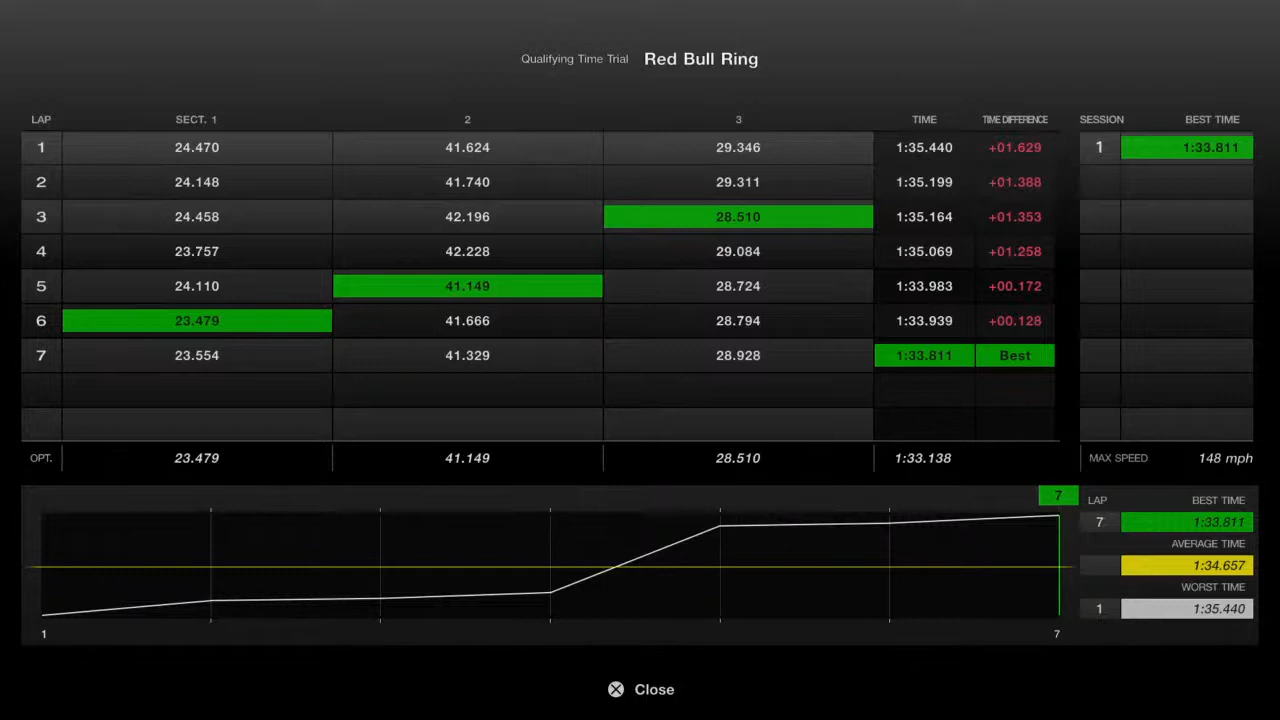 Qualifying Time Trial Red Bull Ring
LAP SECT. 1 2 3 TIME TIME DIFFERENCE SESSION BEST TIME
1 24.470 41.624 29.346 1:35.440 +01.629 1 1:33.811
2 24.148 41.740 29.311 1:35.199 +01.388
3 24.458 42.196 28.510 1:35.164 +01.353
4 23.757 42.228 29.084 1:35.069 +01.258
5 24.110 41.149 28.724 1:33.983 +00.172
6 23.479 41.666 28.794 1:33.939 +00.128
7 23.554 41.329 28.928 1:33.811 Best
OPT. 23.479 41.149 28.510 1:33.138 MAX SPEED 148 mph
7 LAP BEST TIME
7 1:33.811
AVERAGE TIME
1:34.657
WORST TIME
1 1:35.440
1 7
Close